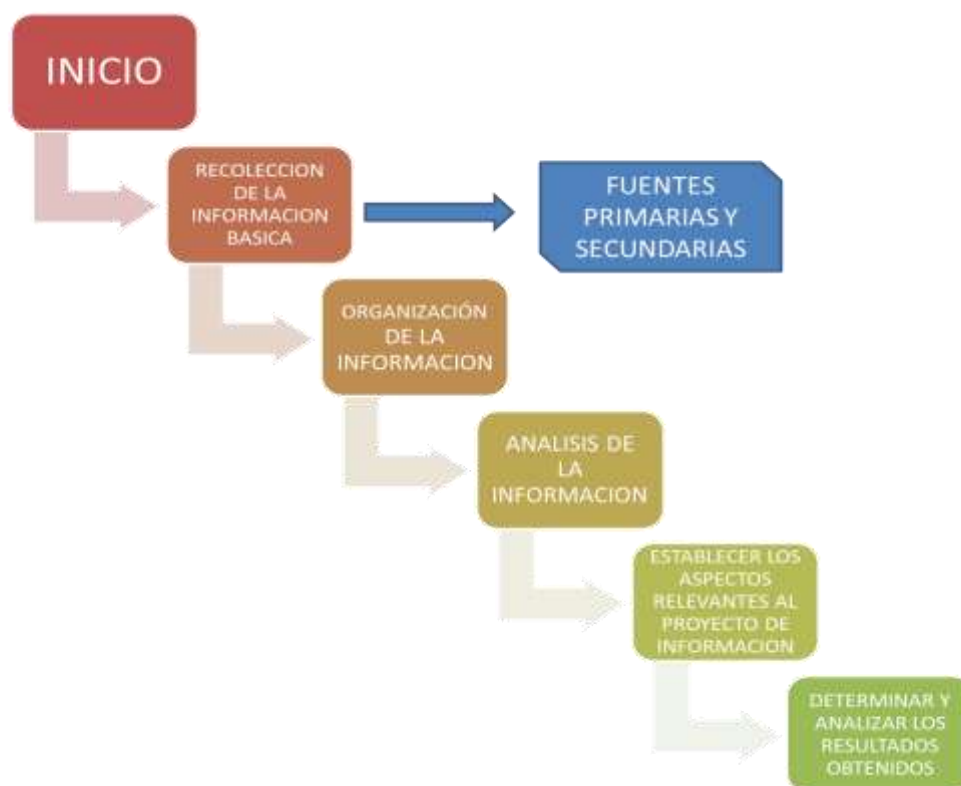 INICIO
RECOLECCION
DE LA
INFORMACION
BASICA
FUENTES
PRIMARIAS Y
SECUNDARIAS
ORGANIZACIÓN
DE LA
INFORMACION
ANALISIS DE
LA
INFORMACION
ESTABLECER LOS
ASPECTOS
RELEVANTES AL
PROYECTO DE
INFORMACION
DETERMINAR Y
ANALIZAR LOS
RESULTADOS
OBTENIDOS